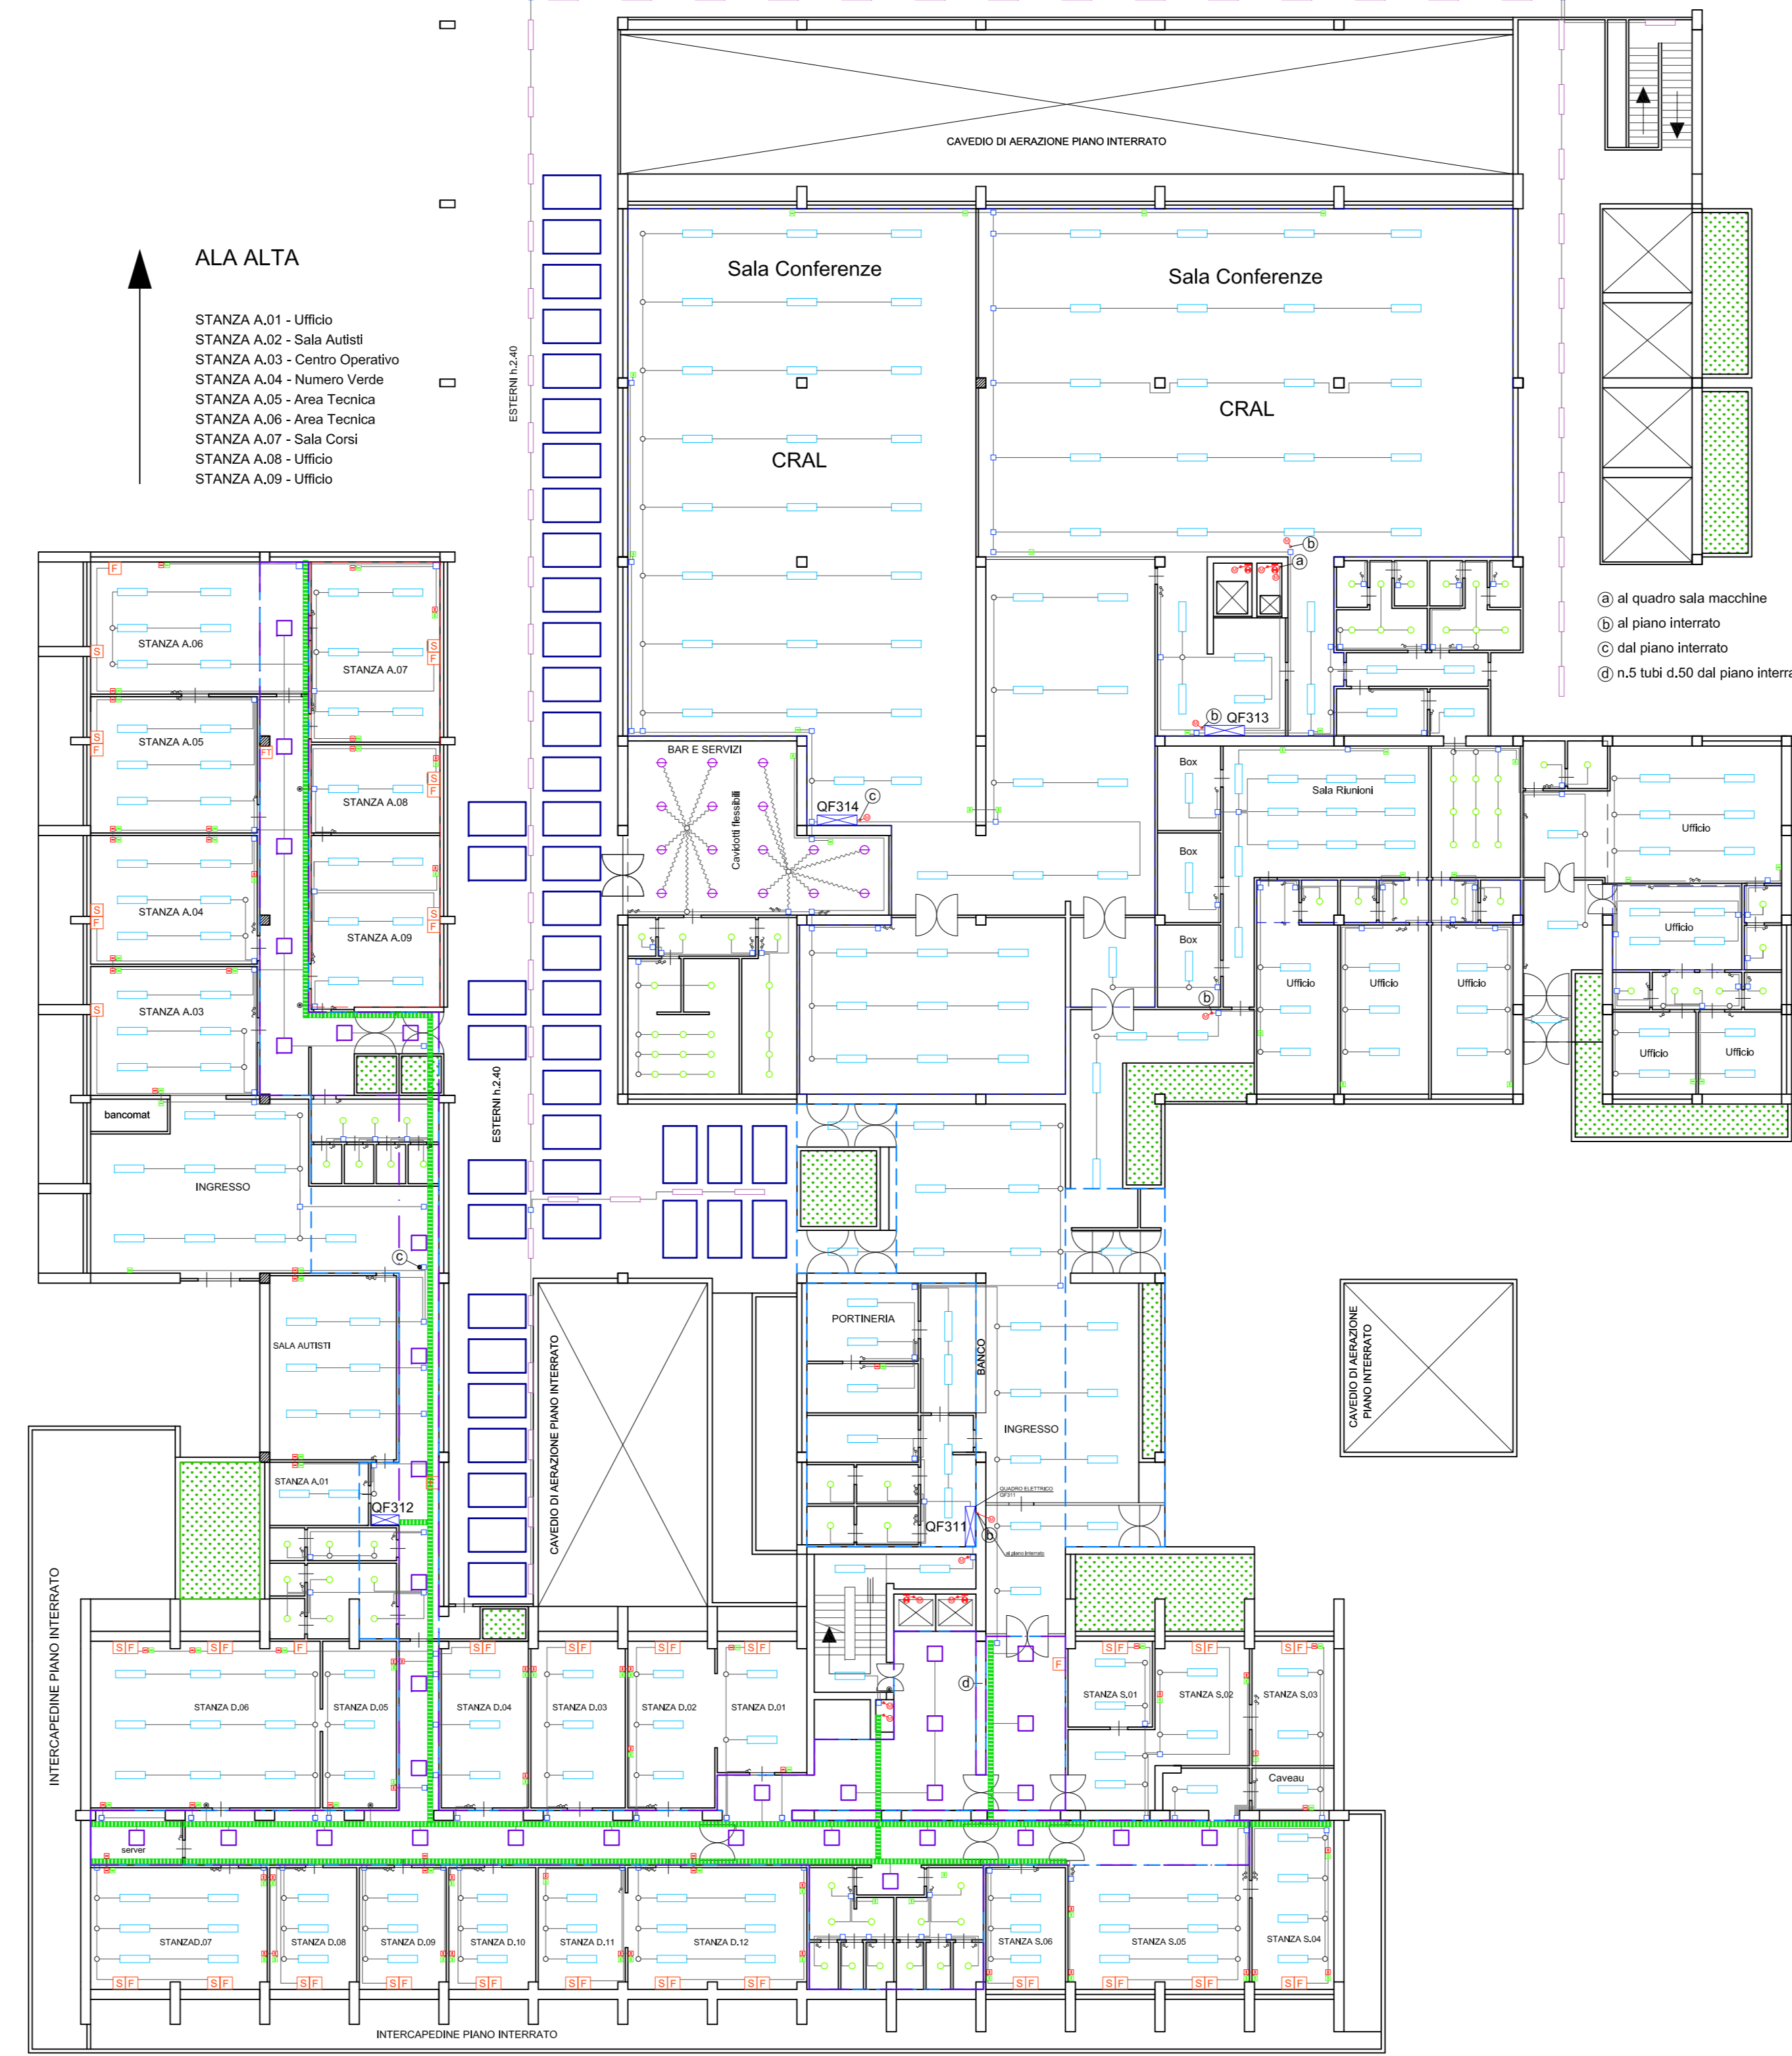 CAVEDIO DI AERAZIONE PIANO INTERRATO
ALA ALTA
STANZA A.01 - Ufficio
STANZA A.02 - Sala Autisti
STANZA A.03 - Centro Operativo
STANZA A.04 - Numero Verde
STANZA A.05 - Area Tecnica
STANZA A.06 - Area Tecnica
STANZA A.07 - Sala Corsi
STANZA A.08 - Ufficio
STANZA A.09 - Ufficio
ESTERNI h.2.40
Sala Conferenze
Sala Conferenze
CRAL
CRAL
b
a
a al quadro sala macchine
b al piano interrato
c dal piano interrato
d n.5 tubi d.50 dal piano interra
F
STANZA A.06
S
STANZA A.07
S
F
STANZA A.05
S
F
FT
STANZA A.08
S
F
STANZA A.04
S
F
STANZA A.09
S
F
STANZA A.03
S
BAR E SERVIZI
Cavidotti flessibili
QF314
c
b QF313
Box
Box
Box
b
Sala Riunioni
Ufficio
Ufficio
Ufficio
Ufficio
Ufficio
Ufficio
Ufficio
bancomat
INGRESSO
ESTERNI h.2.40
c
SALA AUTISTI
STANZA A.01
QF312
CAVEDIO DI AERAZIONE PIANO INTERRATO
PORTINERIA
BANCO
INGRESSO
QUADRO ELETTRICO
QF311
QF311
b
al piano interrato
CAVEDIO DI AERAZIONE
PIANO INTERRATO
INTERCAPEDINE PIANO INTERRATO
S F
S F
F
S F
S F
S F
S F
F
S F
S F
S F
STANZA D.06
STANZA D.05
STANZA D.04
STANZA D.03
STANZA D.02
STANZA D.01
d
STANZA S.01
STANZA S.02
STANZA S.03
Caveau
server
STANZAD.07
STANZA D.08
STANZA D.09
STANZA D.10
STANZA D.11
STANZA D.12
STANZA S.06
STANZA S.05
STANZA S.04
S F
S F
S F
S F
S F
S F
S F
S F
S F
S F
S F
S F
INTERCAPEDINE PIANO INTERRATO